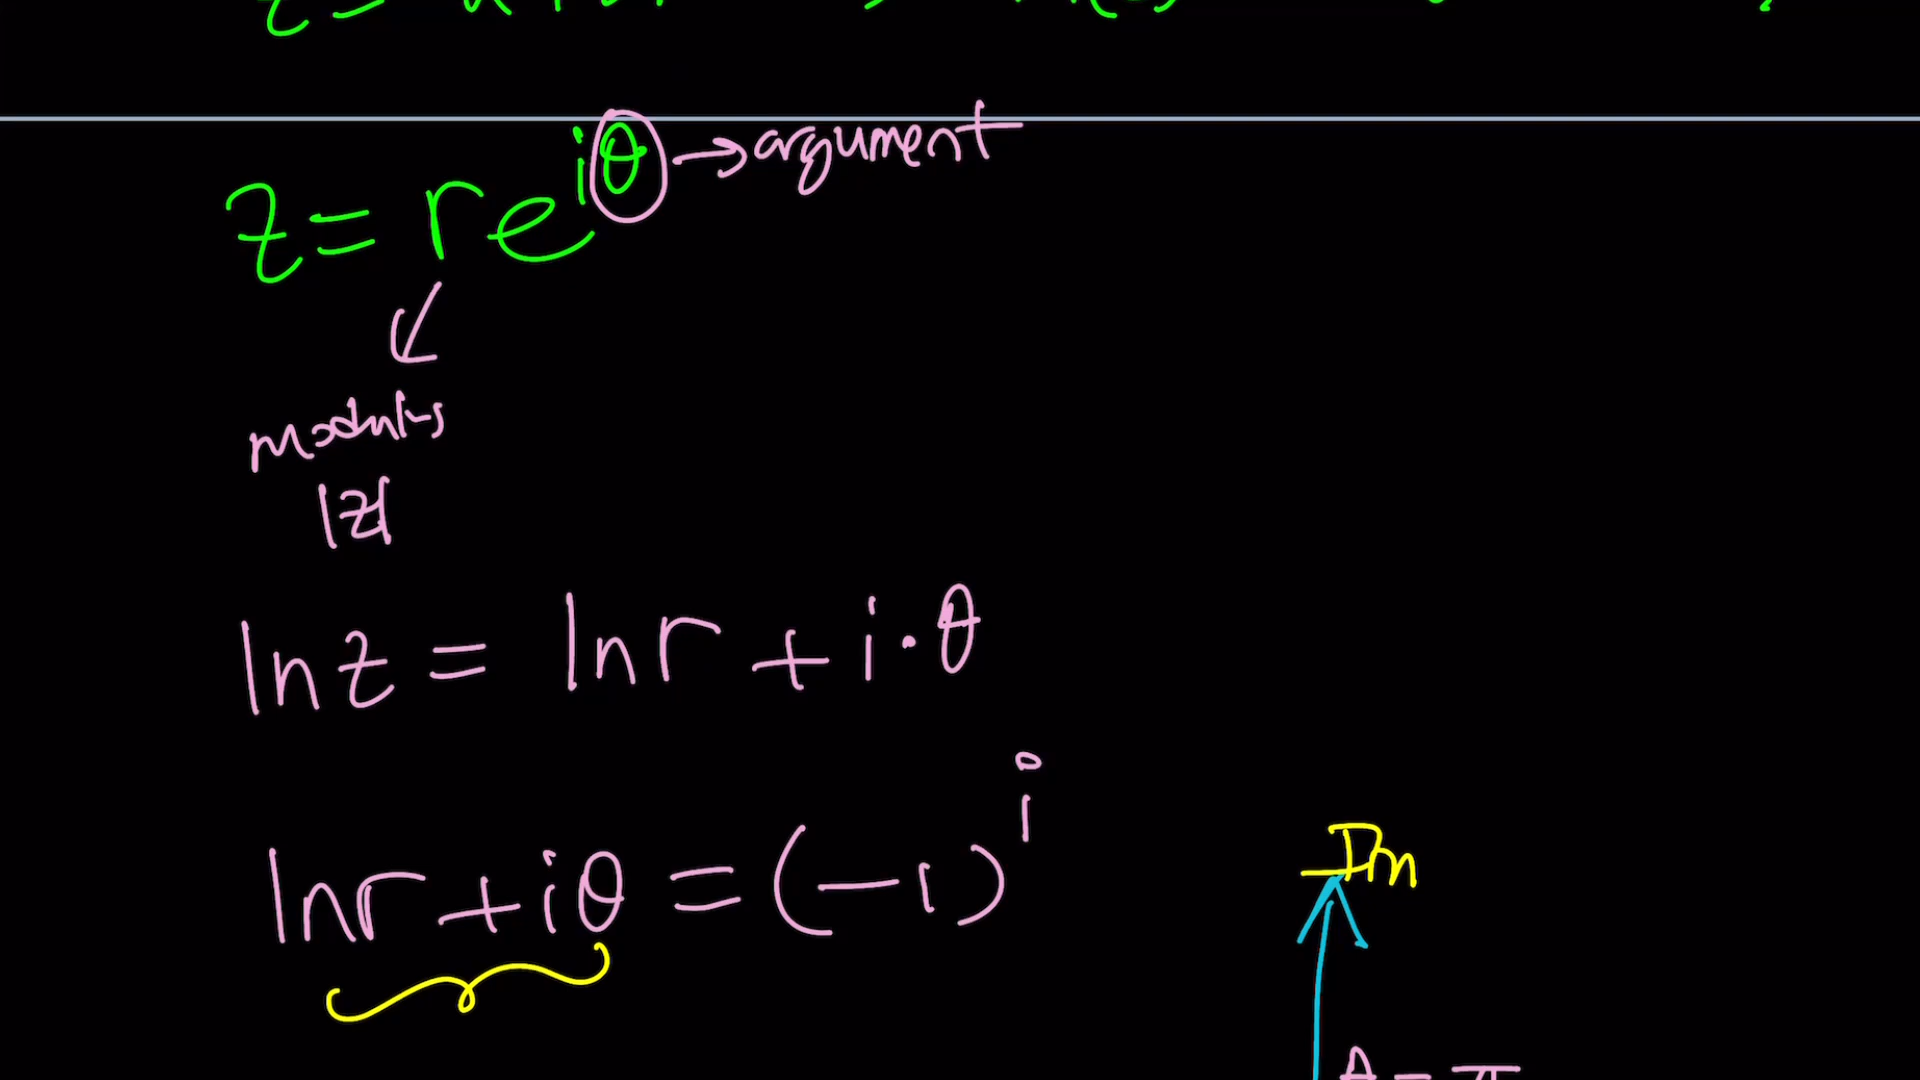 z = re^{iθ} → argument
modulus
|z|
ln z = ln r + i·θ
ln r + iθ = (-1)^i
Im
θ = π